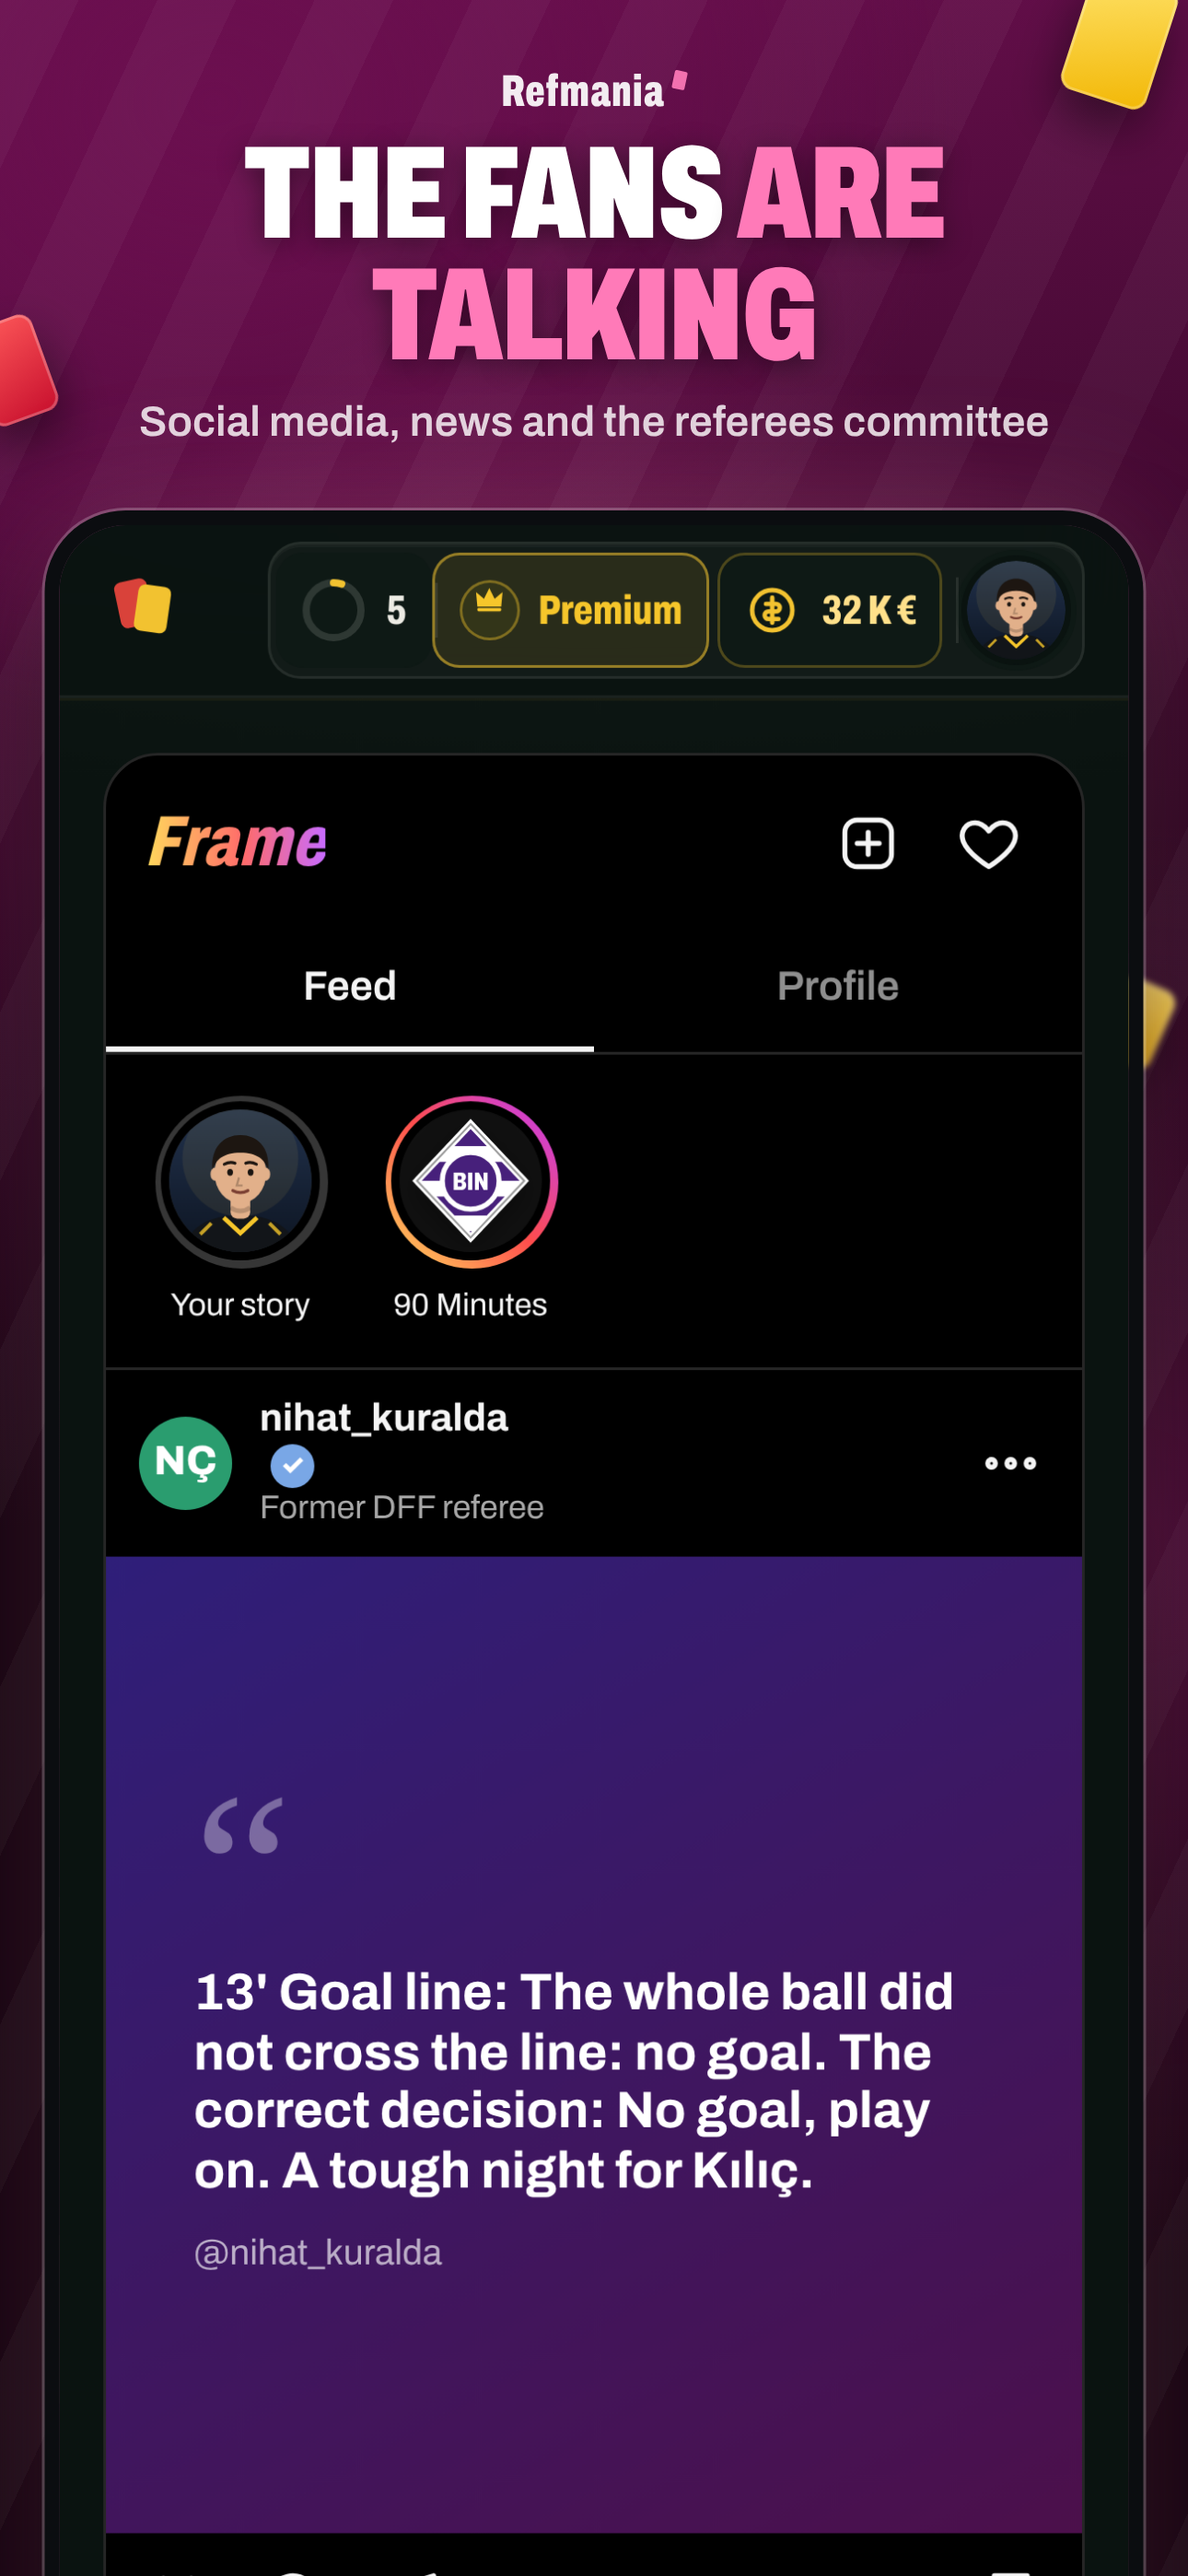 Refmania
THE FANS ARE
TALKING
Social media, news and the referees committee
5
Premium
32 K €
Frame
Feed
Profile
BIN
Your story
90 Minutes
NÇ
nihat_kuralda
Former DFF referee
“
13' Goal line: The whole ball did
not cross the line: no goal. The
correct decision: No goal, play
on. A tough night for Kılıç.
@nihat_kuralda